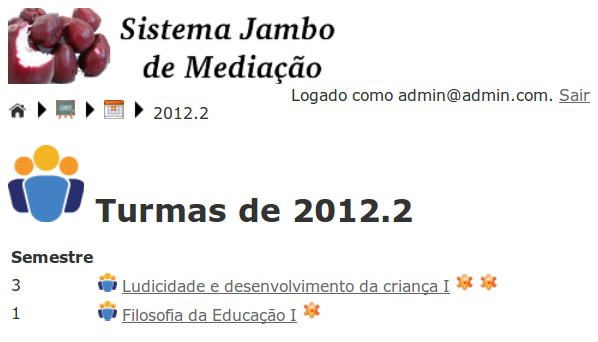 Sistema Jambo
de Mediação
Logado como admin@admin.com. Sair
2012.2
Turmas de 2012.2
Semestre
3 Ludicidade e desenvolvimento da criança I
1 Filosofia da Educação I